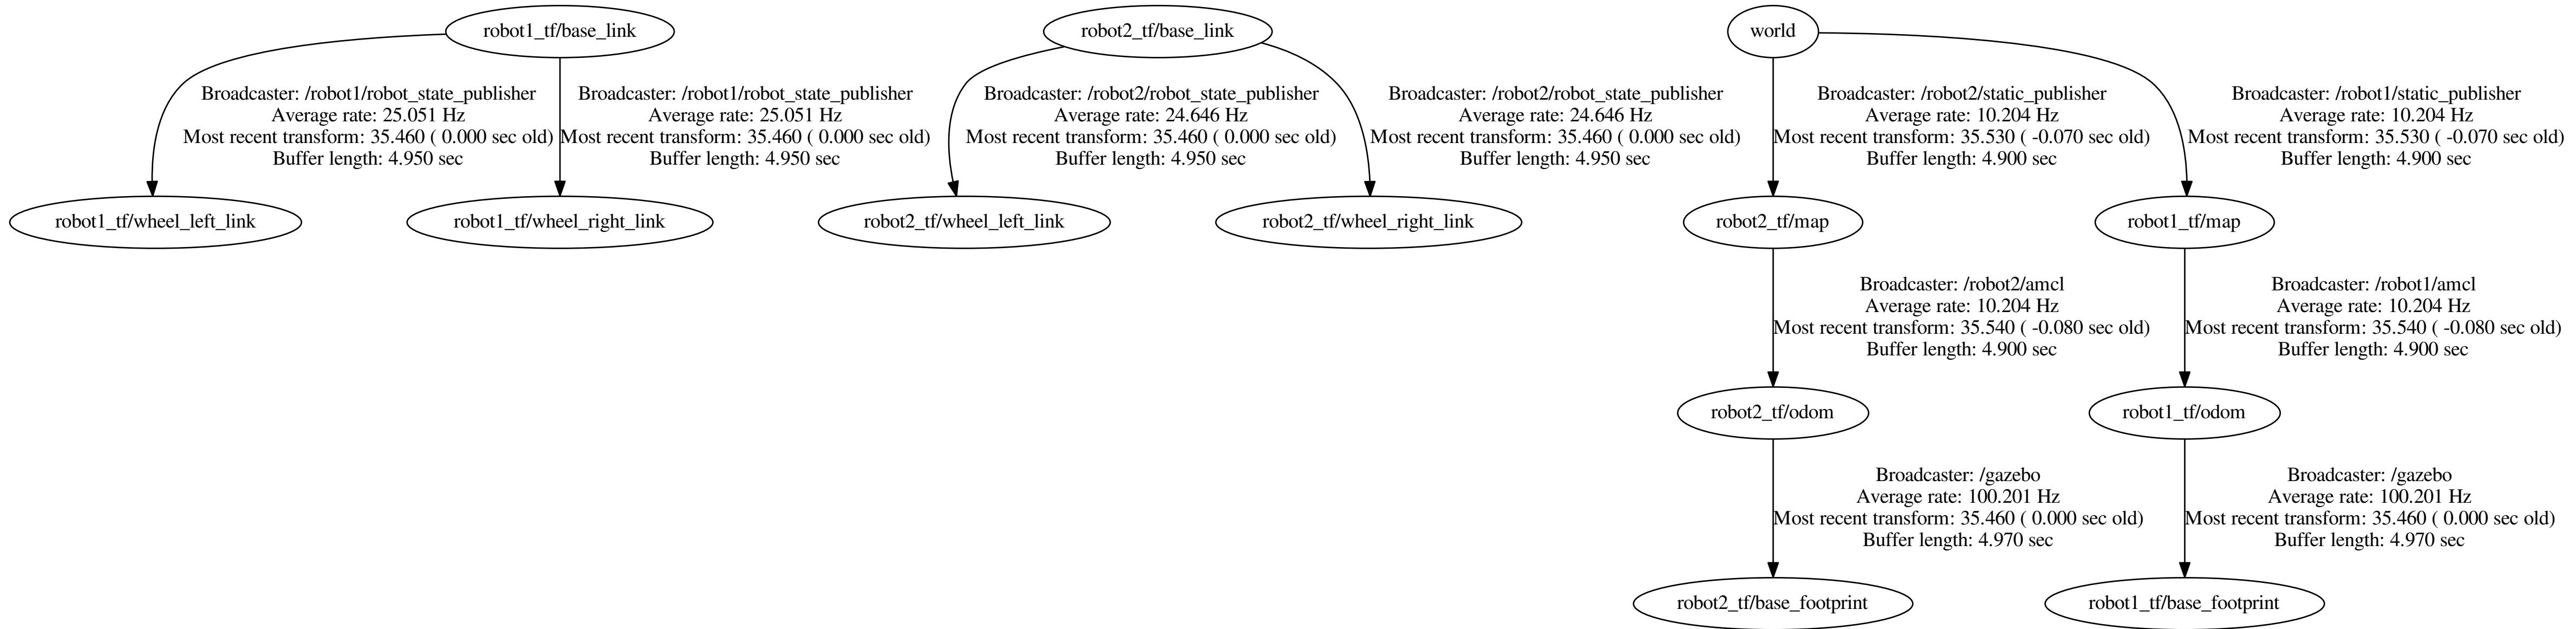 robot1_tf/base_link
robot2_tf/base_link
world
Broadcaster: /robot1/robot_state_publisher
Average rate: 25.051 Hz
Most recent transform: 35.460 ( 0.000 sec old)
Buffer length: 4.950 sec
Broadcaster: /robot1/robot_state_publisher
Average rate: 25.051 Hz
Most recent transform: 35.460 ( 0.000 sec old)
Buffer length: 4.950 sec
Broadcaster: /robot2/robot_state_publisher
Average rate: 24.646 Hz
Most recent transform: 35.460 ( 0.000 sec old)
Buffer length: 4.950 sec
Broadcaster: /robot2/robot_state_publisher
Average rate: 24.646 Hz
Most recent transform: 35.460 ( 0.000 sec old)
Buffer length: 4.950 sec
Broadcaster: /robot2/static_publisher
Average rate: 10.204 Hz
Most recent transform: 35.530 ( -0.070 sec old)
Buffer length: 4.900 sec
Broadcaster: /robot1/static_publisher
Average rate: 10.204 Hz
Most recent transform: 35.530 ( -0.070 sec old)
Buffer length: 4.900 sec
robot1_tf/wheel_left_link
robot1_tf/wheel_right_link
robot2_tf/wheel_left_link
robot2_tf/wheel_right_link
robot2_tf/map
robot1_tf/map
Broadcaster: /robot2/amcl
Average rate: 10.204 Hz
Most recent transform: 35.540 ( -0.080 sec old)
Buffer length: 4.900 sec
Broadcaster: /robot1/amcl
Average rate: 10.204 Hz
Most recent transform: 35.540 ( -0.080 sec old)
Buffer length: 4.900 sec
robot2_tf/odom
robot1_tf/odom
Broadcaster: /gazebo
Average rate: 100.201 Hz
Most recent transform: 35.460 ( 0.000 sec old)
Buffer length: 4.970 sec
Broadcaster: /gazebo
Average rate: 100.201 Hz
Most recent transform: 35.460 ( 0.000 sec old)
Buffer length: 4.970 sec
robot2_tf/base_footprint
robot1_tf/base_footprint